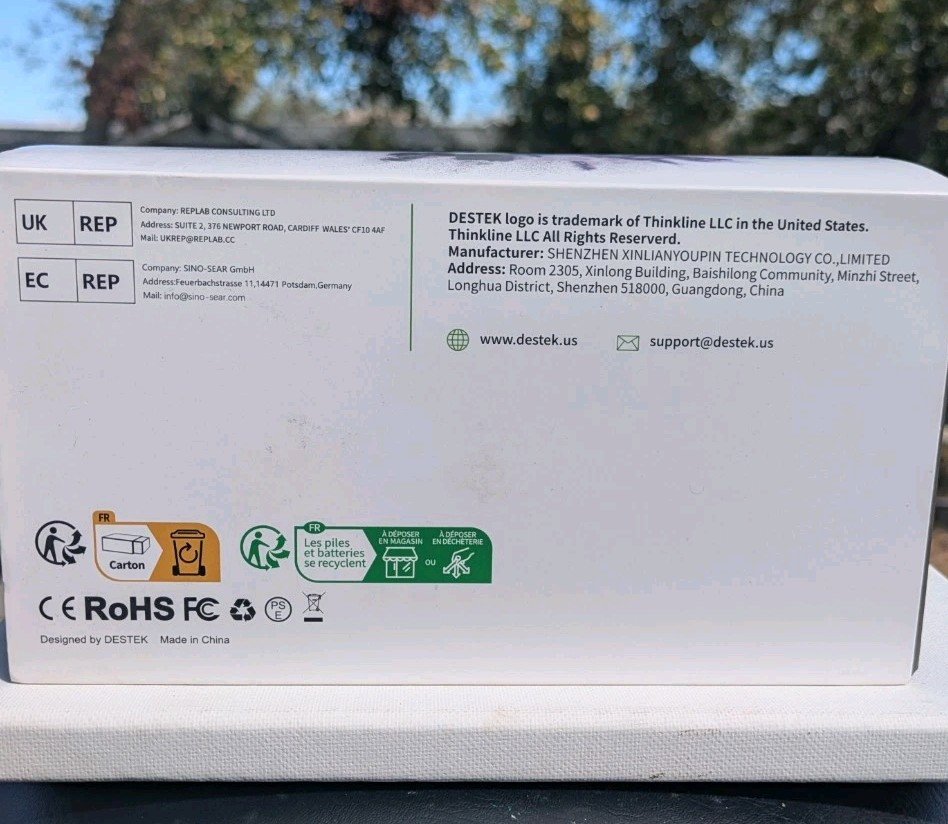 UK REP
Company: REPLAB CONSULTING LTD
Address: SUITE 2, 376 NEWPORT ROAD, CARDIFF WALES' CF10 4AF
Mail: UKREP@REPLAB.CC
EC REP
Company: SINO-SEAR GmbH
Address:Feuerbachstrasse 11,14471 Potsdam,Germany
Mail: info@sino-sear.com
DESTEK logo is trademark of Thinkline LLC in the United States.
Thinkline LLC All Rights Reserverd.
Manufacturer: SHENZHEN XINLIANYOUPIN TECHNOLOGY CO.,LIMITED
Address: Room 2305, Xinlong Building, Baishilong Community, Minzhi Street,
Longhua District, Shenzhen 518000, Guangdong, China
www.destek.us support@destek.us
FR
Carton
FR
Les piles
et batteries
se recyclent
À DÉPOSER
EN MAGASIN
OU
À DÉPOSER
EN DÉCHÈTERIE
CE RoHS FC PS
E
Designed by DESTEK Made in China